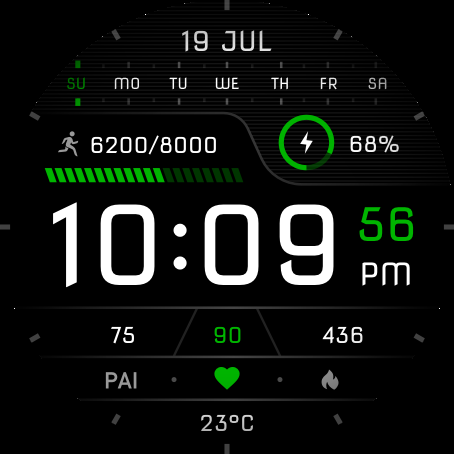 19 JUL
SU MO TU WE TH FR SA
6200/8000 68%
10:09 56
PM
75 90 436
PAI
23°C